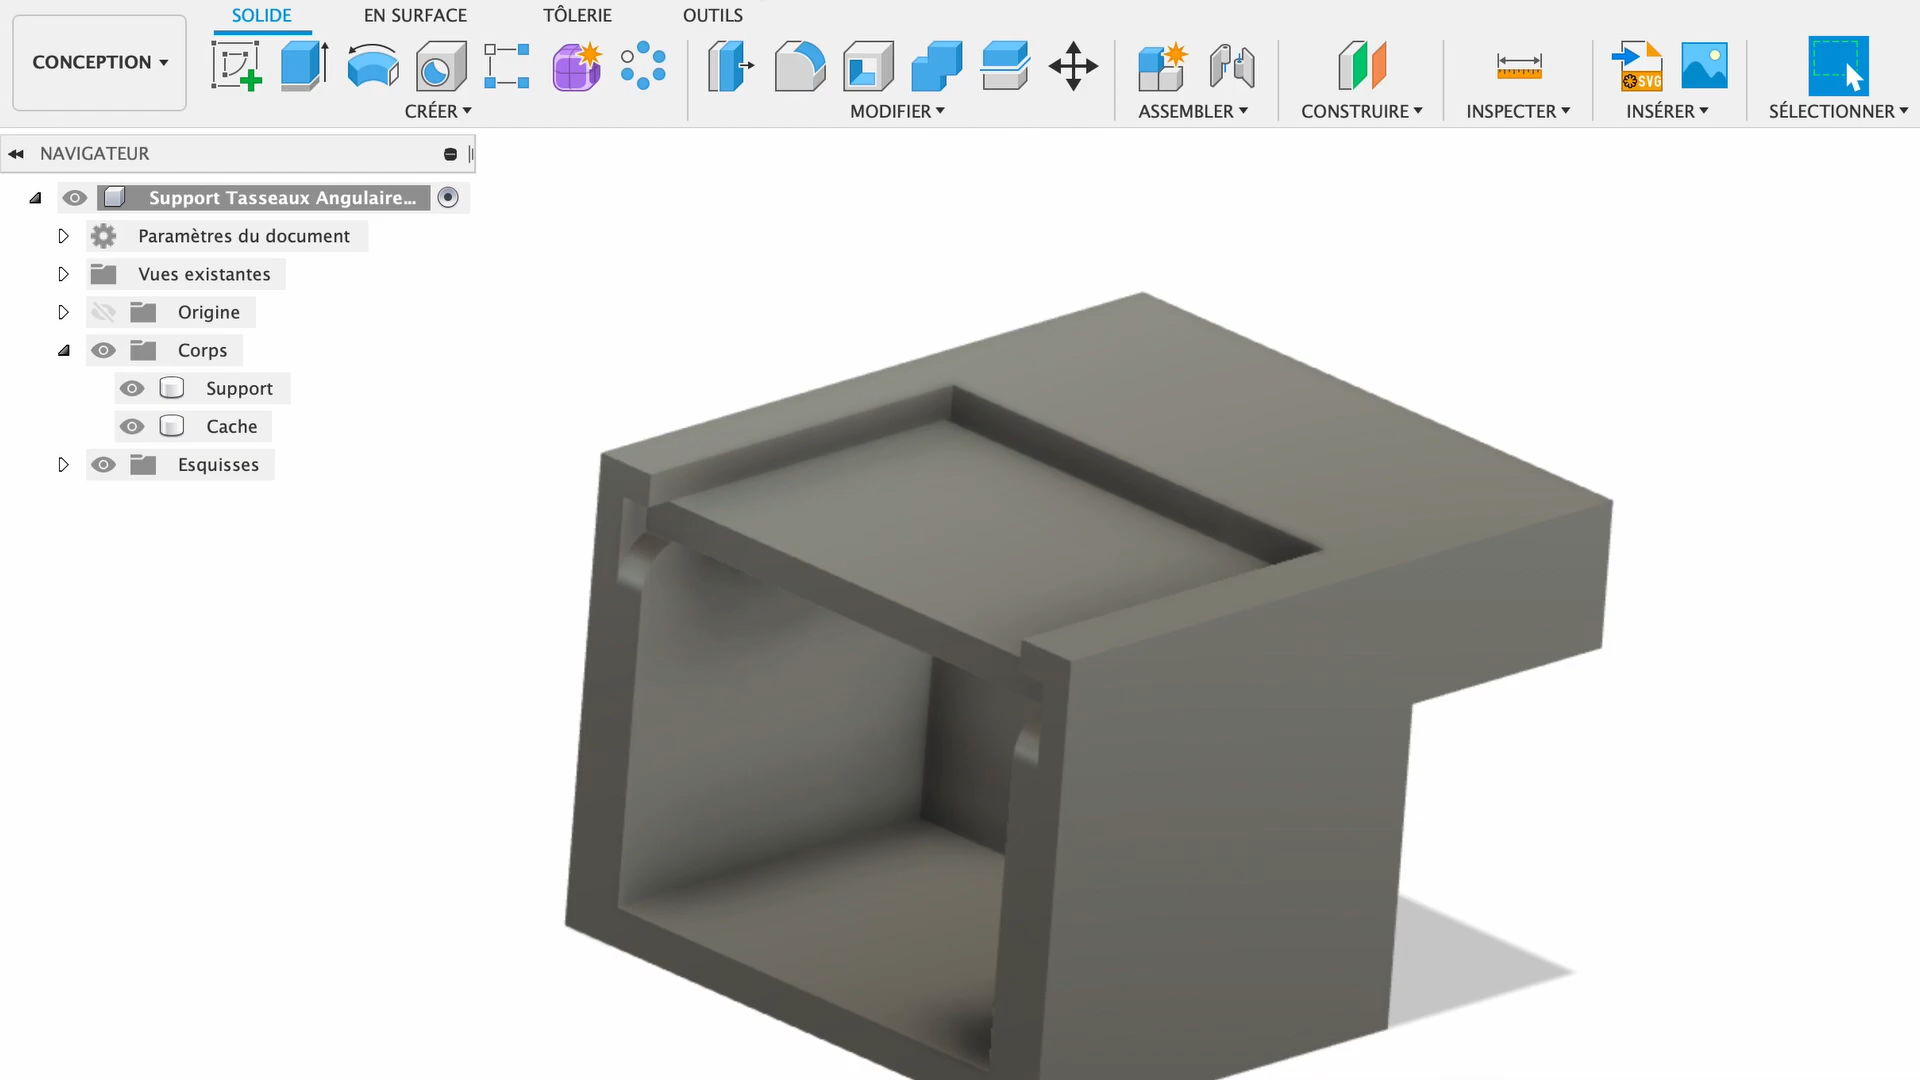 SOLIDE EN SURFACE TÔLERIE OUTILS
CONCEPTION
SVG
CRÉER MODIFIER ASSEMBLER CONSTRUIRE INSPECTER INSÉRER SÉLECTIONNER
NAVIGATEUR
Support Tasseaux Angulaire...
Paramètres du document
Vues existantes
Origine
Corps
Support
Cache
Esquisses